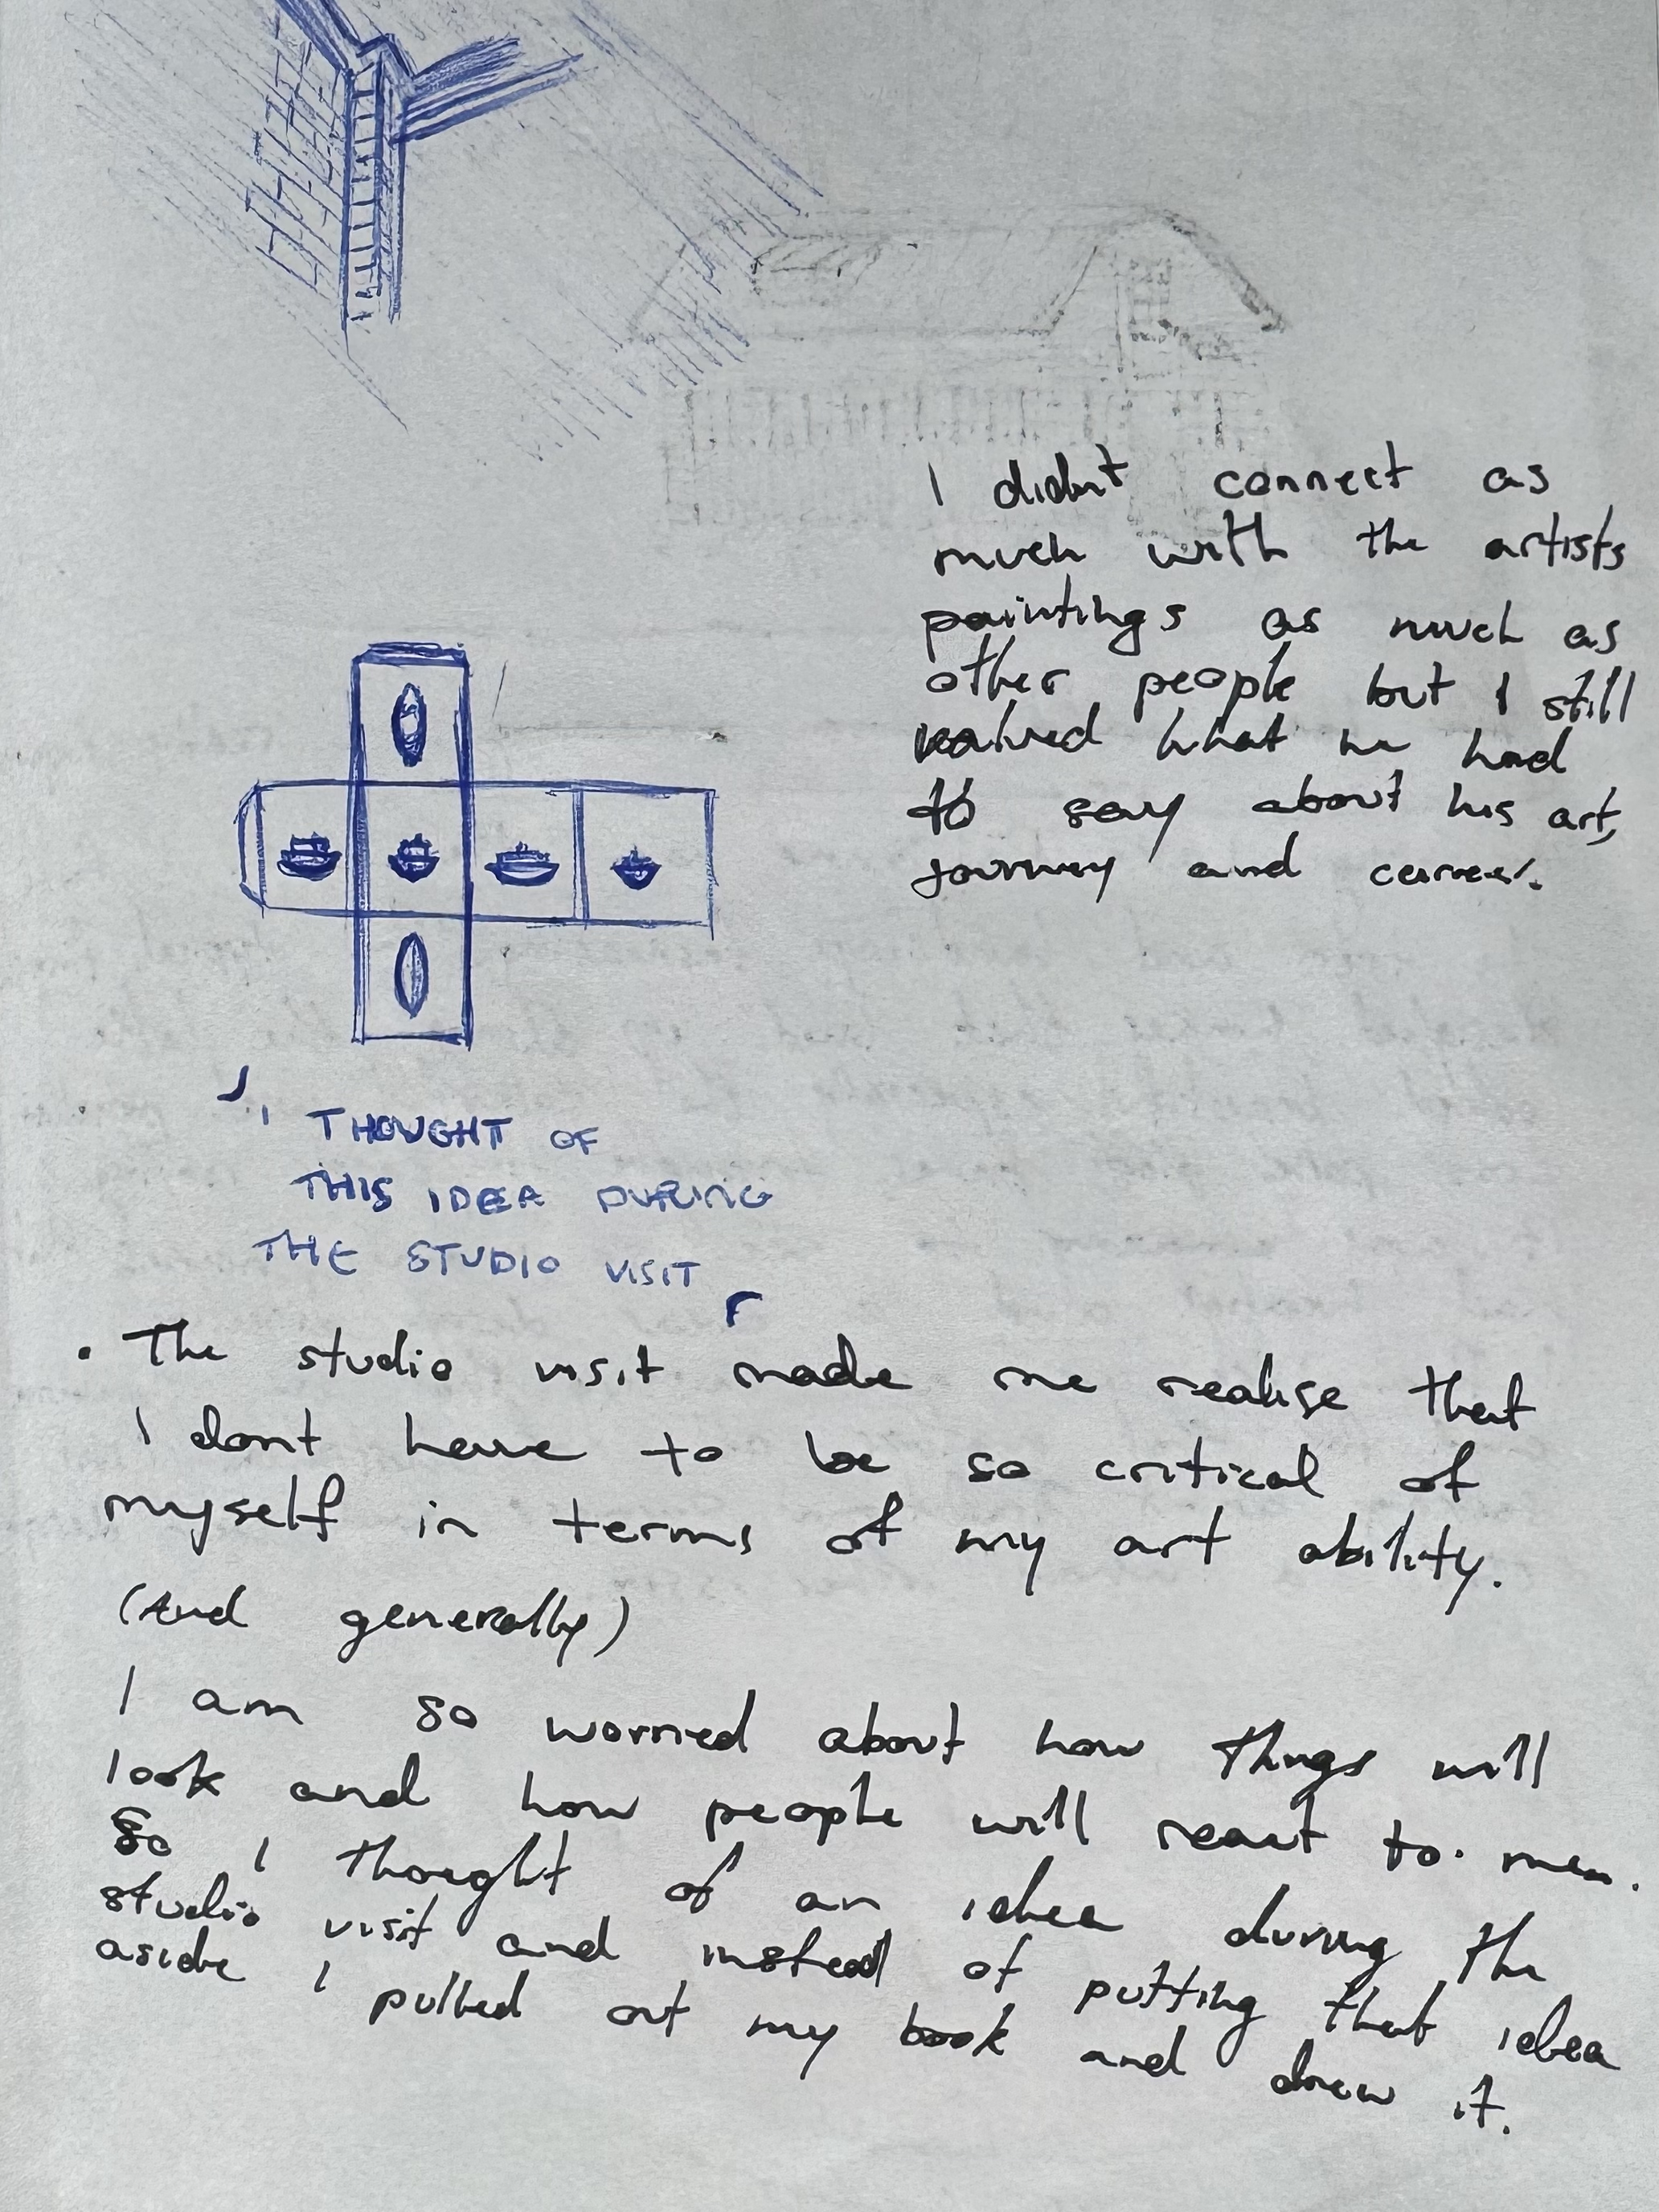 I didn't connect as
much with the artists
paintings as much as
other people but I still
valued what he had
to say about his art,
journey and career.
I THOUGHT OF
THIS IDEA DURING
THE STUDIO VISIT
• The studio visit made me realise that
I dont have to be so critical of
myself in terms of my art ability.
(And generally)
I am so worried about how things will
look and how people will react to. me.
So I thought of an idea during the
studio visit and instead of putting that idea
aside I pulled out my book and drew it.